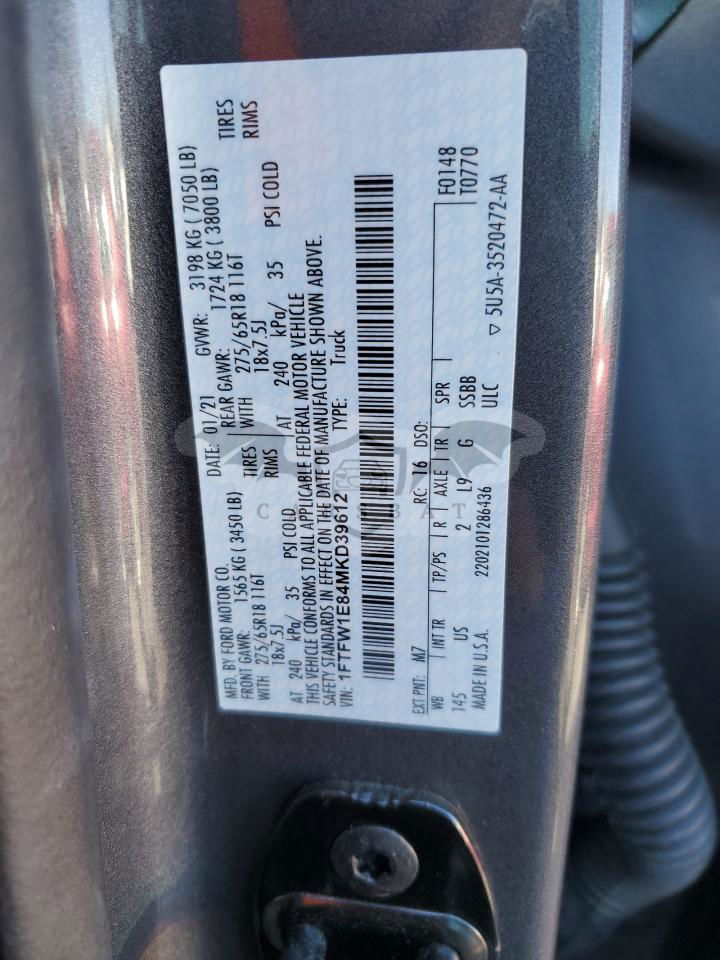 MFD. BY FORD MOTOR CO. DATE: 01/21 GVWR: 3198 KG ( 7050 LB)
FRONT GAWR: 1565 KG ( 3450 LB) REAR GAWR: 1724 KG ( 3800 LB)
WITH 275/65R18 116T TIRES WITH 275/65R18 116T TIRES
18x7.5J RIMS 18x7.5J RIMS
AT 240 kPa/ 35 PSI COLD AT 240 kPa/ 35 PSI COLD
THIS VEHICLE CONFORMS TO ALL APPLICABLE FEDERAL MOTOR VEHICLE
SAFETY STANDARDS IN EFFECT ON THE DATE OF MANUFACTURE SHOWN ABOVE.
VIN: 1FTFW1E84MKD39612 TYPE: Truck
EXT PNT: M7 RC: 16 DSO: F0148
WB INT TR TP/PS R AXLE TR SPR T0770
145 US 2 L9 G SSBB
ULC
MADE IN U.S.A. 2202101286436 ▽ 5U5A-3520472-AA